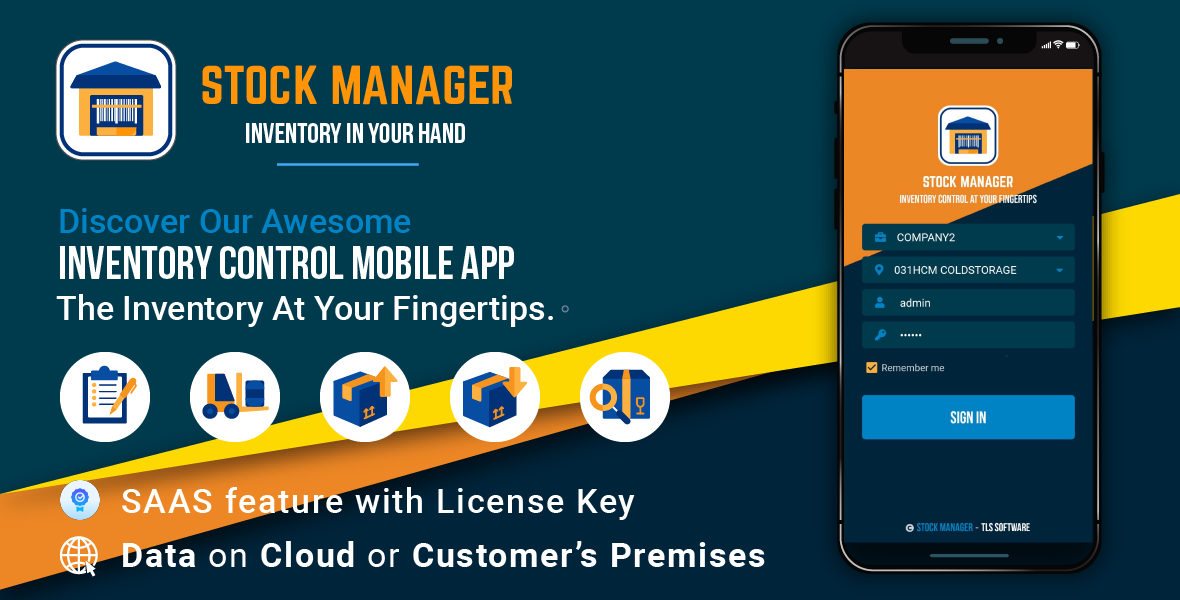 STOCK MANAGER
INVENTORY IN YOUR HAND
Discover Our Awesome
INVENTORY CONTROL MOBILE APP
The Inventory At Your Fingertips.
SAAS feature with License Key
Data on Cloud or Customer's Premises
STOCK MANAGER
INVENTORY CONTROL AT YOUR FINGERTIPS
COMPANY2
031HCM COLDSTORAGE
admin
••••••
Remember me
SIGN IN
© STOCK MANAGER - TLS SOFTWARE